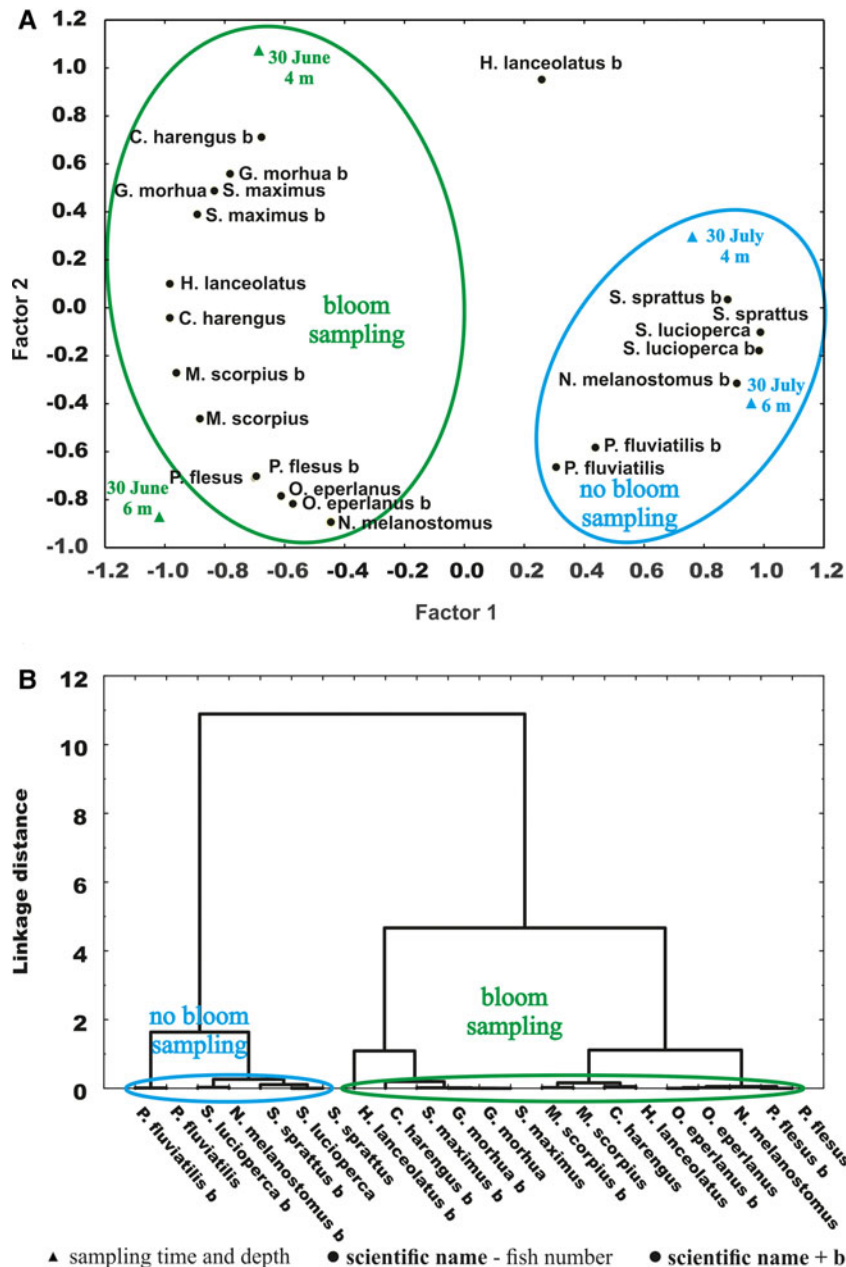 A
1.2
1.0
0.8
0.6
0.4
0.2
0.0
-0.2
-0.4
-0.6
-0.8
-1.0
Factor 2
30 June
4 m
H. lanceolatus b
C. harengus b
G. morhua b
G. morhua
S. maximus
S. maximus b
H. lanceolatus
C. harengus
bloom
sampling
M. scorpius b
M. scorpius
P. flesus b
P. flesus
O. eperlanus
O. eperlanus b
N. melanostomus
30 June
6 m
30 July
4 m
S. sprattus b
S. sprattus
S. lucioperca
S. lucioperca b
N. melanostomus b
30 July
6 m
P. fluviatilis b
P. fluviatilis
no bloom
sampling
-1.2 -1.0 -0.8 -0.6 -0.4 -0.2 0.0 0.2 0.4 0.6 0.8 1.0 1.2
Factor 1
B
12
10
8
6
4
2
0
Linkage distance
no bloom
sampling
bloom
sampling
P. fluviatilis b
P. fluviatilis
S. lucioperca b
N. melanostomus b
S. sprattus b
S. lucioperca
S. sprattus
H. lanceolatus b
C. harengus b
S. maximus b
G. morhua b
G. morhua
S. maximus
M. scorpius b
M. scorpius
C. harengus
H. lanceolatus
O. eperlanus b
O. eperlanus
N. melanostomus
P. flesus b
P. flesus
▲ sampling time and depth ● scientific name - fish number ● scientific name + b